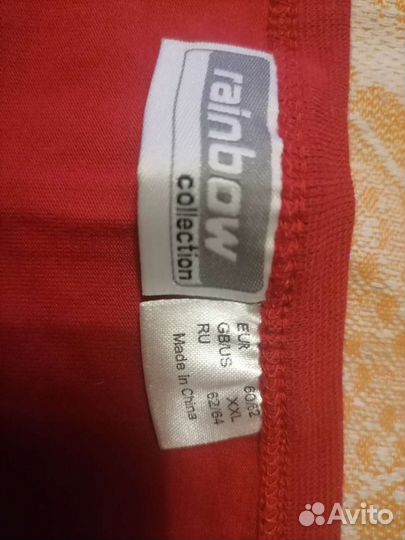 rainbow
collection
EUR 60/62
GB/US XXL
RU 62/64
Made in China
Avito